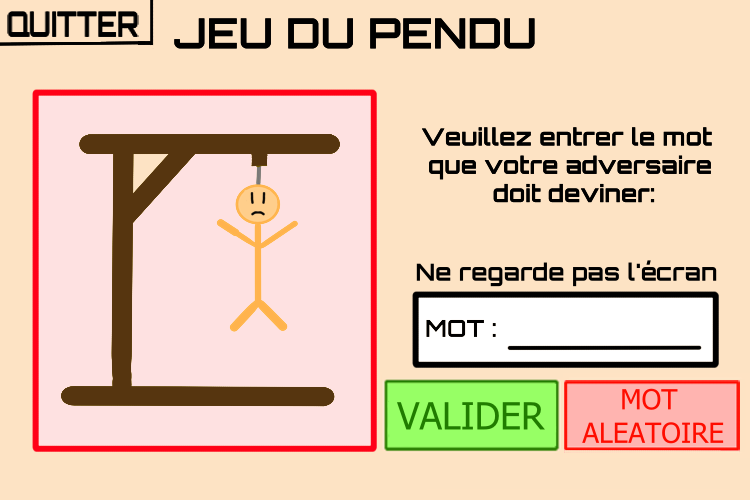 QUITTER
JEU DU PENDU
Veuillez entrer le mot
que votre adversaire
doit deviner:
Ne regarde pas l'écran
MOT :
VALIDER
MOT
ALEATOIRE